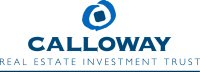 CALLOWAY
REAL ESTATE INVESTMENT TRUST